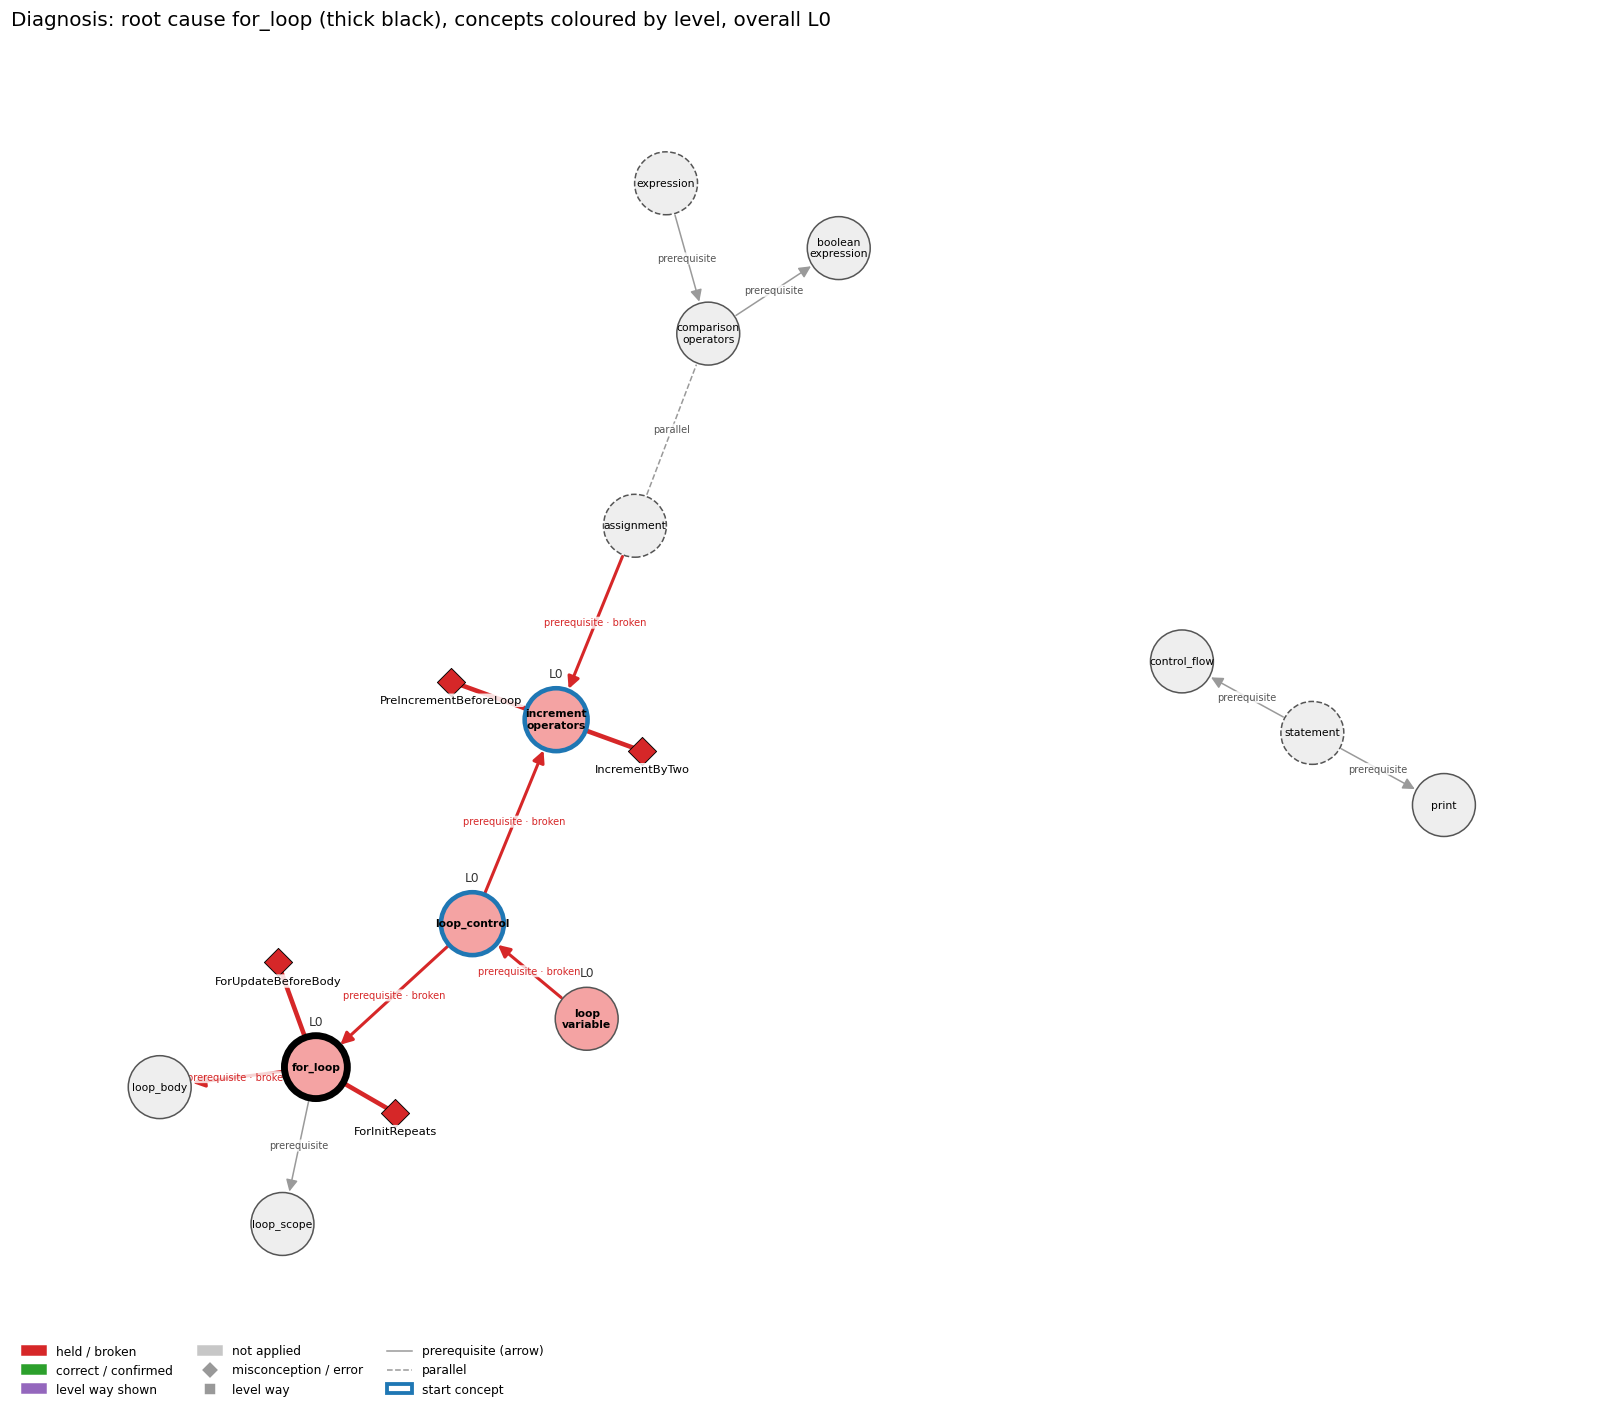 Diagnosis: root cause for_loop (thick black), concepts coloured by level, overall L0
expression
boolean
expression
prerequisite
prerequisite
comparison
operators
parallel
assignment
prerequisite · broken
control_flow
L0
PreIncrementBeforeLoop
increment
operators
prerequisite
statement
IncrementByTwo
prerequisite
print
prerequisite · broken
L0
loop_control
prerequisite · broken
L0
ForUpdateBeforeBody
prerequisite · broken
loop
variable
L0
for_loop
prerequisite · broken
loop_body
ForInitRepeats
prerequisite
loop_scope
held / broken
correct / confirmed
level way shown
not applied
misconception / error
level way
prerequisite (arrow)
parallel
start concept